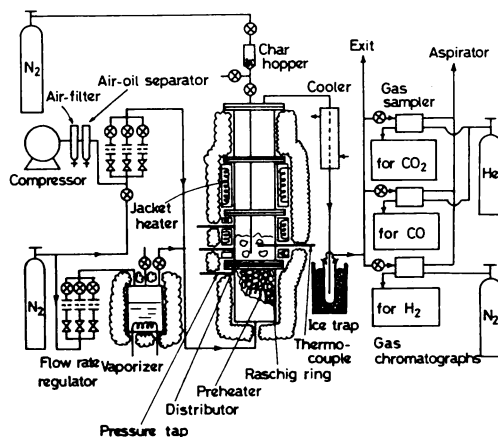 N₂
Char
hopper
Exit
Aspirator
Air-oil separator
Air-filter
Cooler
Gas
sampler
for CO₂
He
Compressor
Jacket
heater
for CO
N₂
for H₂
N₂
Flow rate
regulator
Vaporizer
Ice trap
Thermo-
couple
Gas
chromatographs
Raschig ring
Preheater
Distributor
Pressure tap